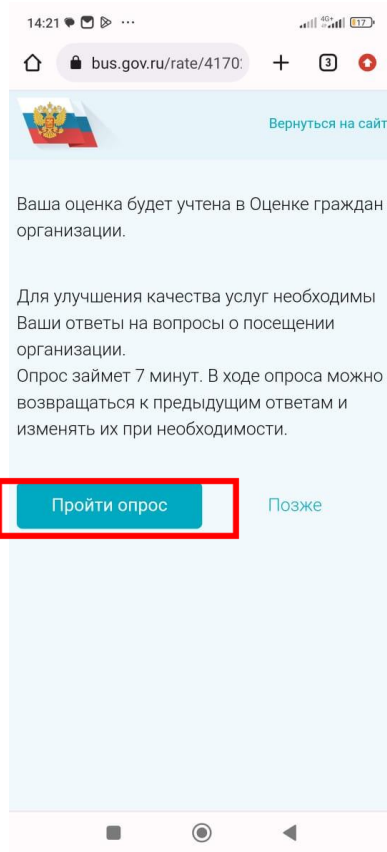 14:21
4G+ 17
bus.gov.ru/rate/4170
3
Вернуться на сайт
Ваша оценка будет учтена в Оценке граждан
организации.
Для улучшения качества услуг необходимы
Ваши ответы на вопросы о посещении
организации.
Опрос займет 7 минут. В ходе опроса можно
возвращаться к предыдущим ответам и
изменять их при необходимости.
Пройти опрос
Позже